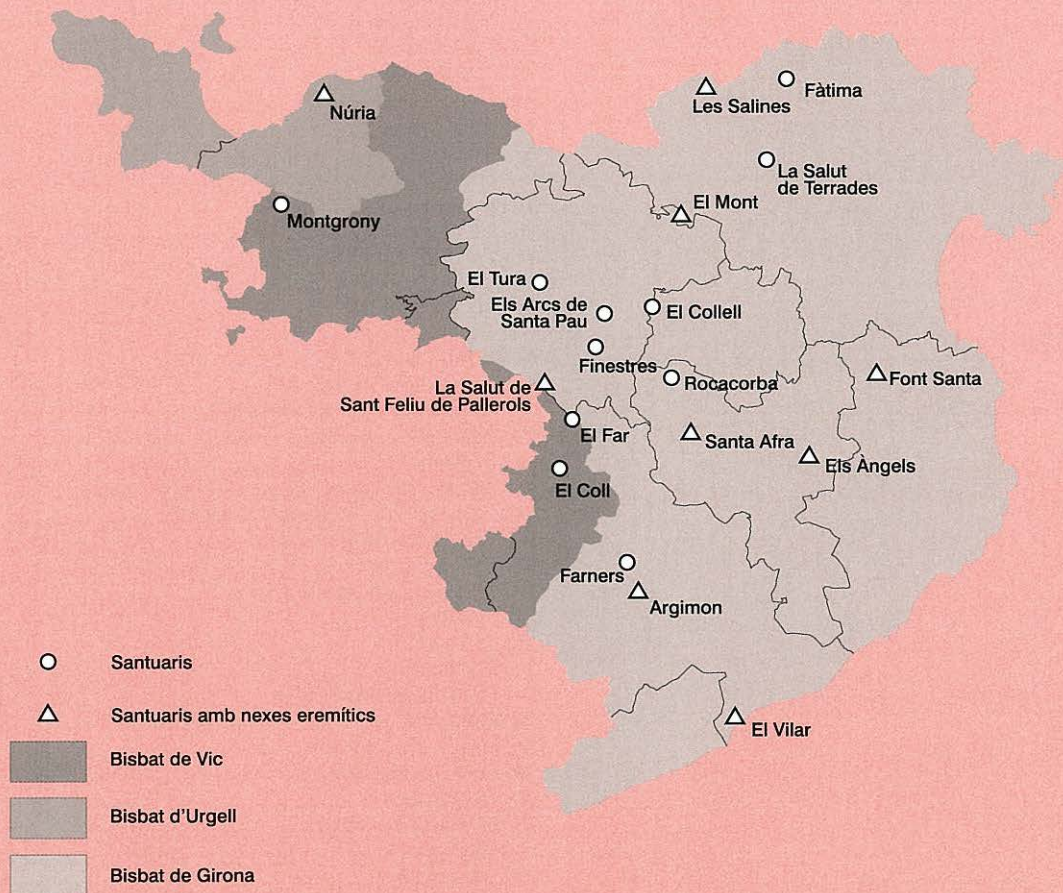 Fàtima
Les Salines
Núria
La Salut
de Terrades
El Mont
Montgrony
El Tura
Els Arcs de
Santa Pau
El Collell
Finestres
Rocacorba
Font Santa
La Salut de
Sant Feliu de Pallerols
El Far
Santa Afra
Els Àngels
El Coll
Farners
Argimon
El Vilar
Santuaris
Santuaris amb nexes eremítics
Bisbat de Vic
Bisbat d'Urgell
Bisbat de Girona